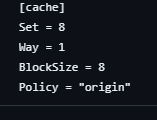 [cache]
Set = 8
Way = 1
BlockSize = 8
Policy = "origin"